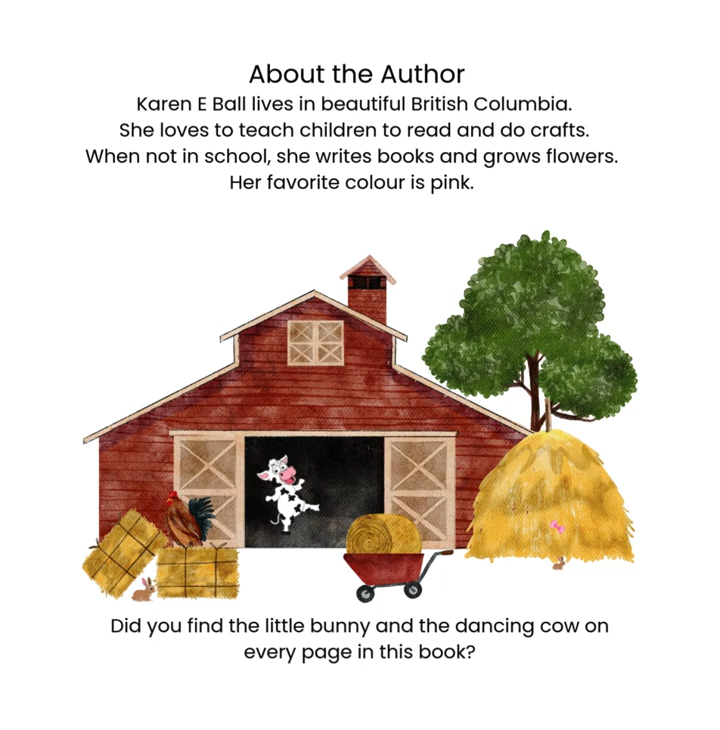 About the Author
Karen E Ball lives in beautiful British Columbia.
She loves to teach children to read and do crafts.
When not in school, she writes books and grows flowers.
Her favorite colour is pink.
Did you find the little bunny and the dancing cow on
every page in this book?